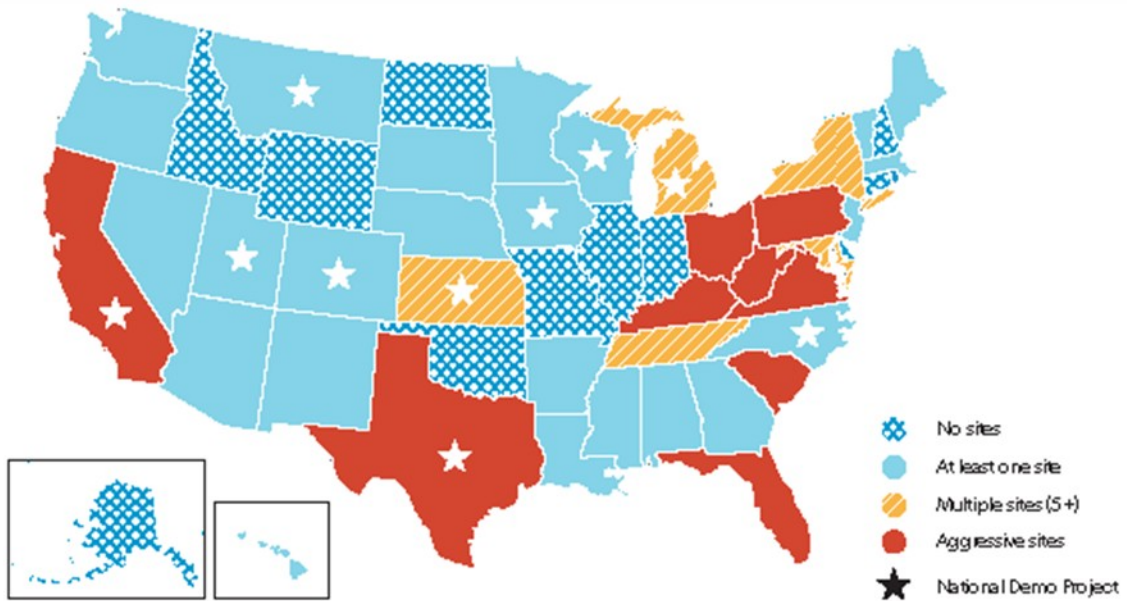 No sites
At least one site
Multiple sites (5+)
Aggressive sites
National Demo Project